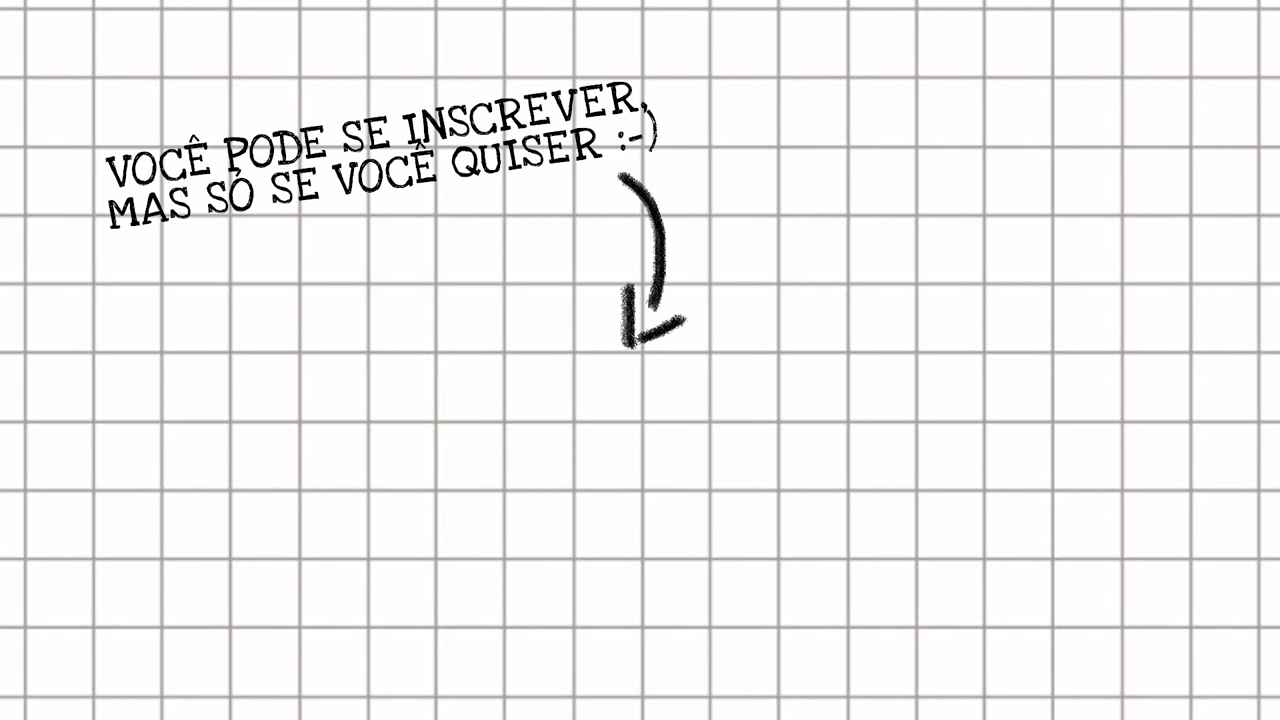 VOCÊ PODE SE INSCREVER,
MAS SÓ SE VOCÊ QUISER :-)